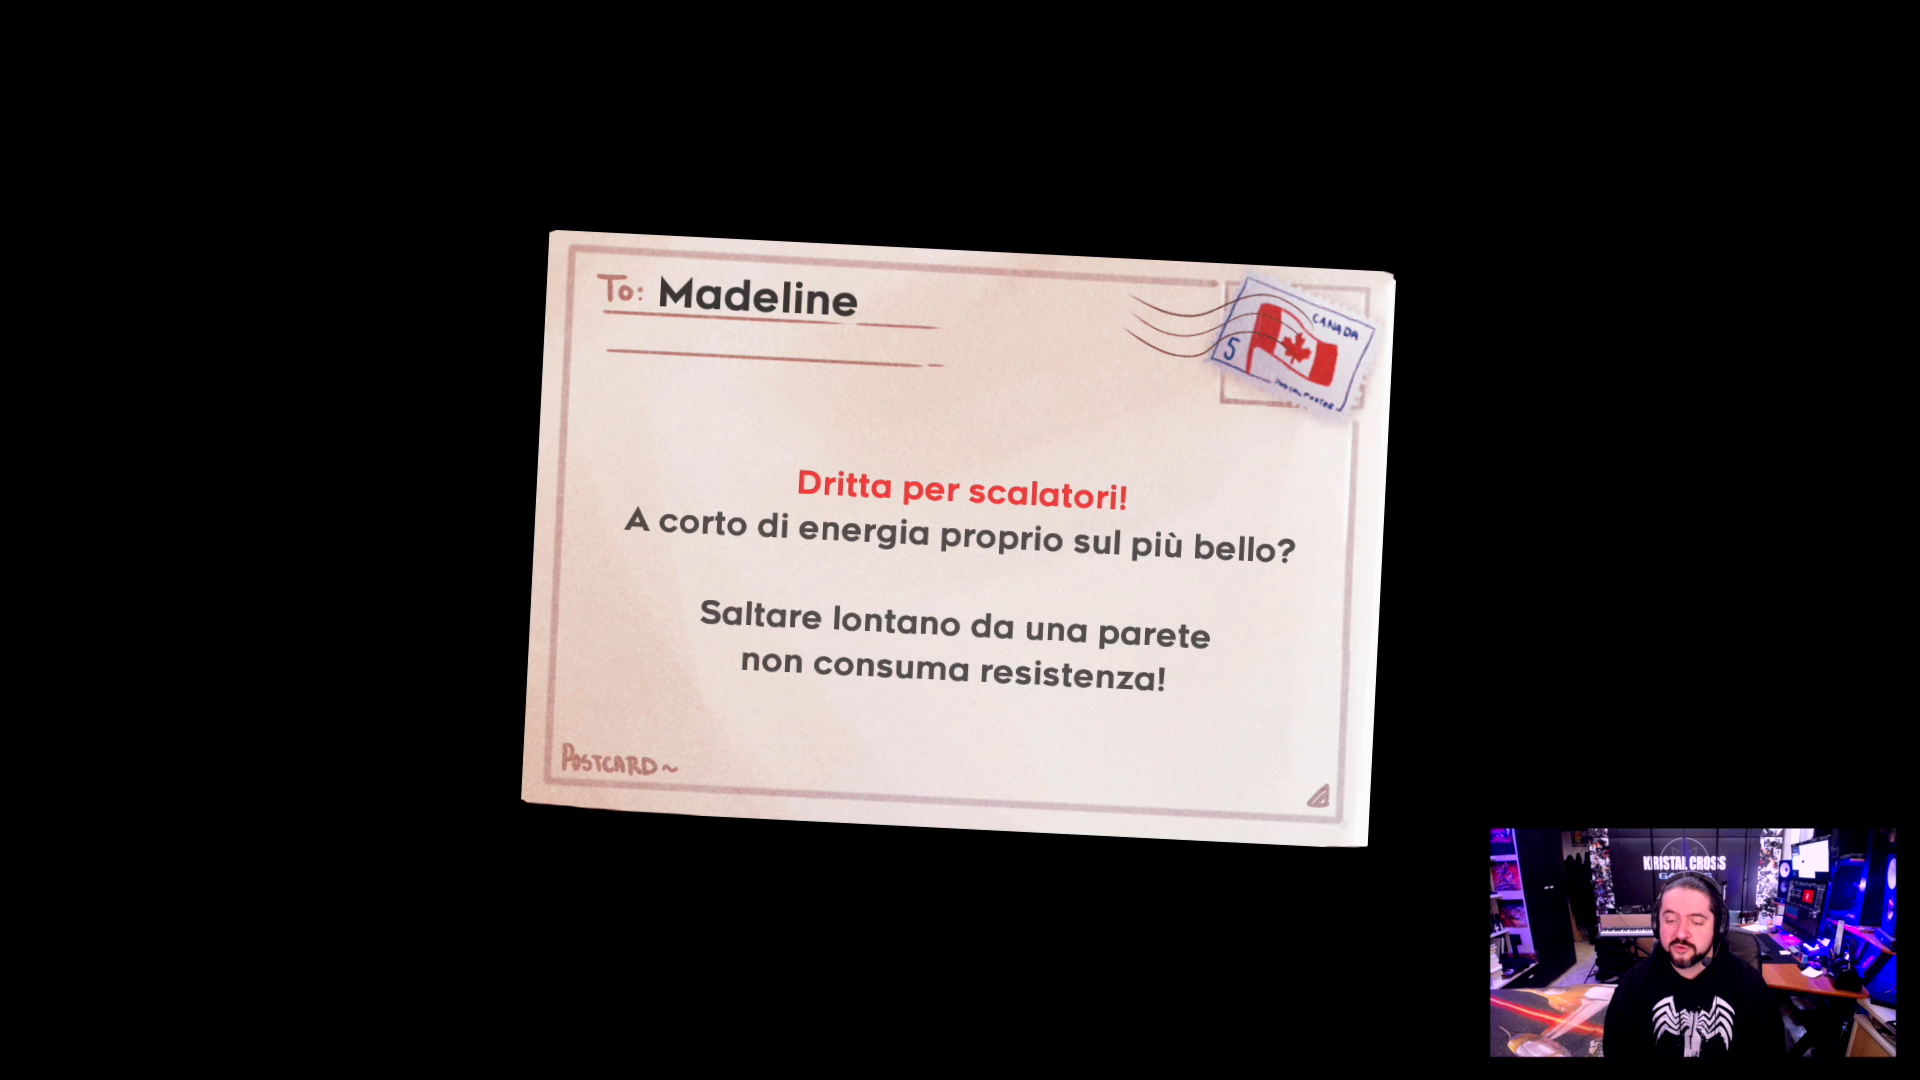 To: Madeline
CANADA
5
Dritta per scalatori!
A corto di energia proprio sul più bello?
Saltare lontano da una parete
non consuma resistenza!
POSTCARD~
KRISTAL CROSS